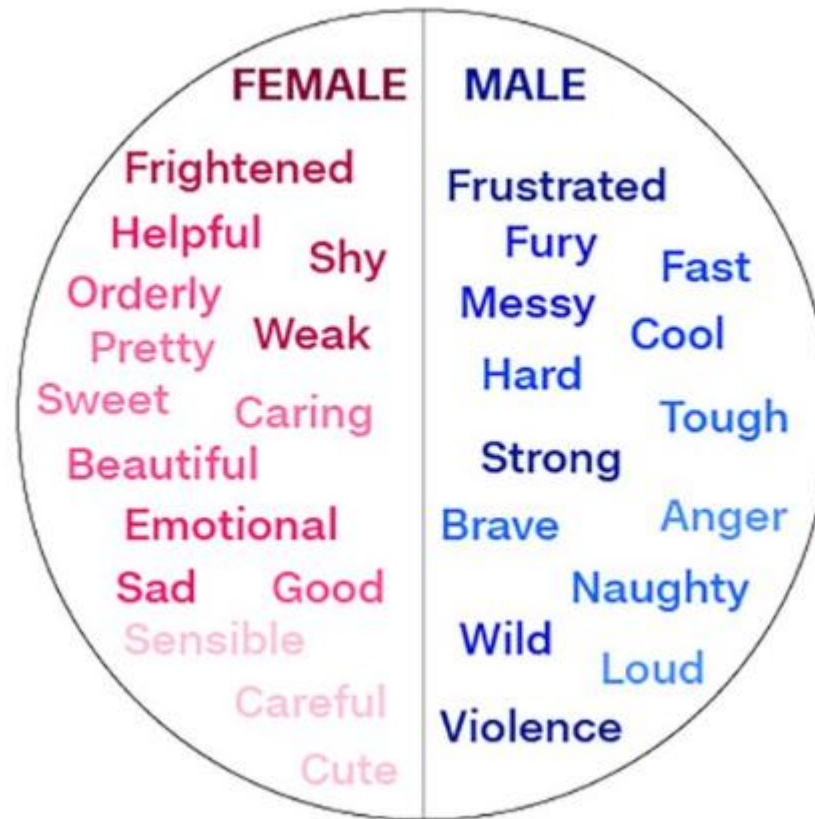 FEMALE
Frightened
Helpful
Shy
Orderly
Weak
Pretty
Sweet
Caring
Beautiful
Emotional
Sad Good
Sensible
Careful
Cute
MALE
Frustrated
Fury
Fast
Messy
Cool
Hard
Tough
Strong
Brave
Anger
Naughty
Wild
Loud
Violence